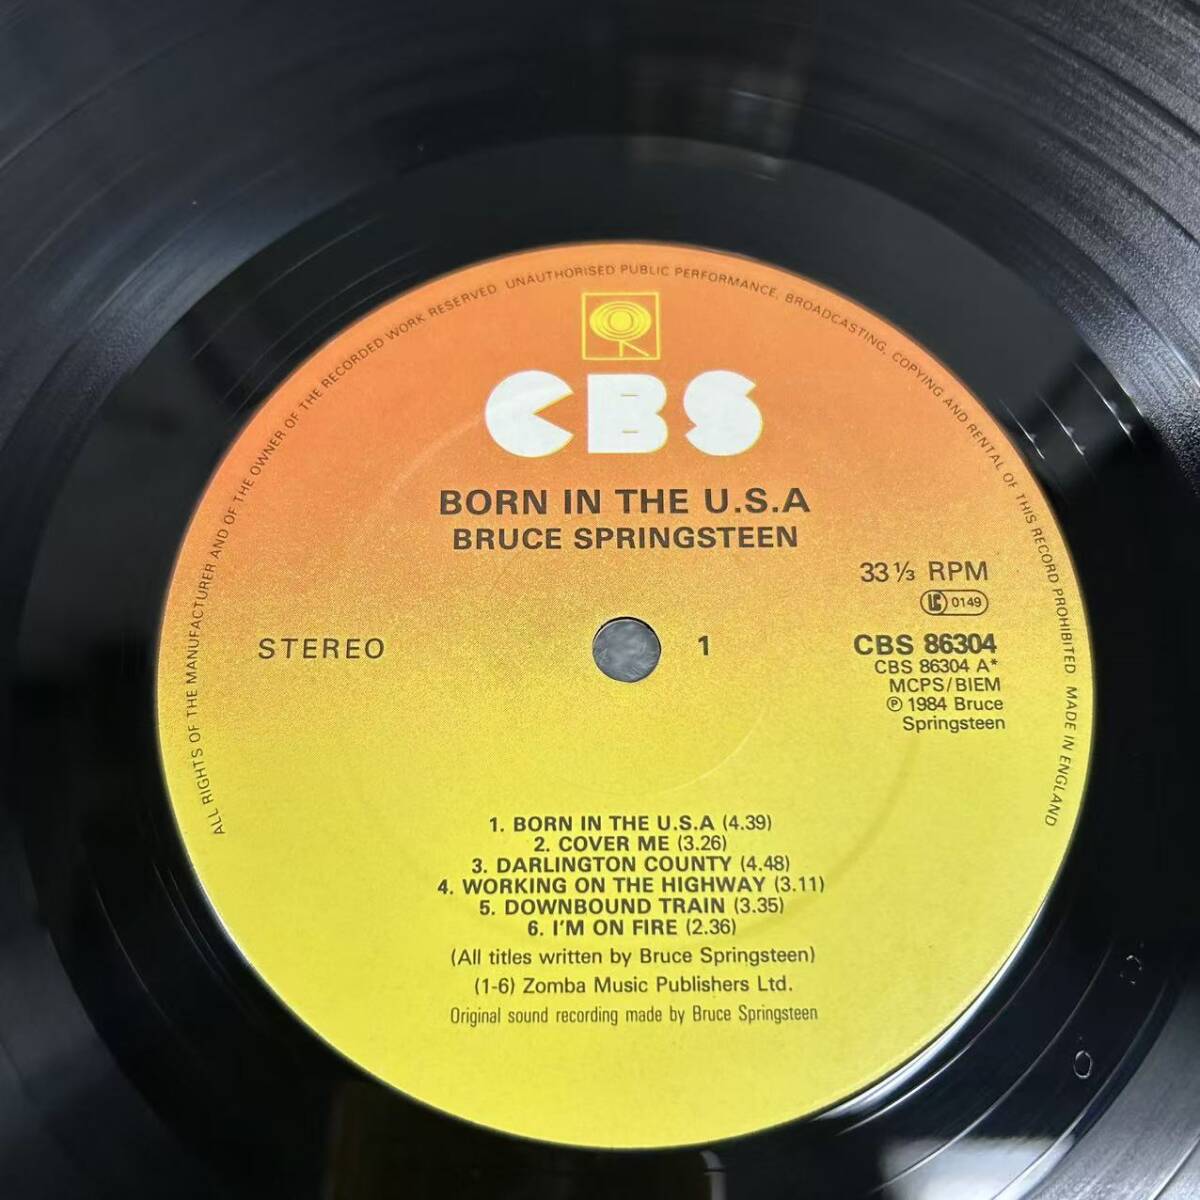 ALL RIGHTS OF THE MANUFACTURER AND OF THE OWNER OF THE RECORDED WORK RESERVED. UNAUTHORISED PUBLIC PERFORMANCE, BROADCASTING, COPYING AND RENTAL OF THIS RECORD PROHIBITED MADE IN ENGLAND
CBS
BORN IN THE U.S.A
BRUCE SPRINGSTEEN
33 ⅓ RPM
LC 0149
STEREO
1
CBS 86304
CBS 86304 A*
MCPS/BIEM
℗ 1984 Bruce
Springsteen
1. BORN IN THE U.S.A (4.39)
2. COVER ME (3.26)
3. DARLINGTON COUNTY (4.48)
4. WORKING ON THE HIGHWAY (3.11)
5. DOWNBOUND TRAIN (3.35)
6. I'M ON FIRE (2.36)
(All titles written by Bruce Springsteen)
(1-6) Zomba Music Publishers Ltd.
Original sound recording made by Bruce Springsteen